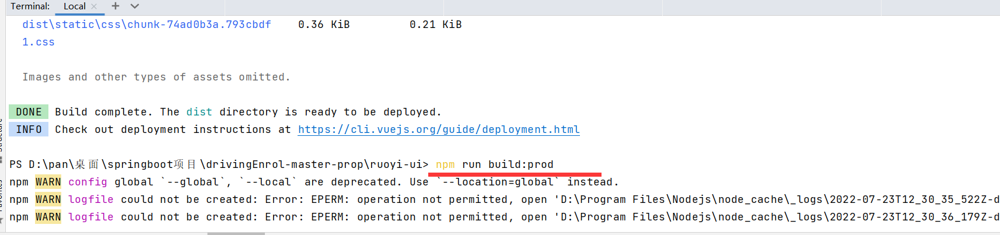 Terminal: Local × +
dist\static\css\chunk-74ad0b3a.793cbdf 0.36 KiB 0.21 KiB
1.css
Images and other types of assets omitted.
DONE Build complete. The dist directory is ready to be deployed.
INFO Check out deployment instructions at https://cli.vuejs.org/guide/deployment.html
PS D:\pan\桌面\springboot项目\drivingEnrol-master-prop\ruoyi-ui> npm run build:prod
npm WARN config global `--global`, `--local` are deprecated. Use `--location=global` instead.
npm WARN logfile could not be created: Error: EPERM: operation not permitted, open 'D:\Program Files\Nodejs\node_cache\_logs\2022-07-23T12_30_35_522Z-d
npm WARN logfile could not be created: Error: EPERM: operation not permitted, open 'D:\Program Files\Nodejs\node_cache\_logs\2022-07-23T12_30_36_179Z-d